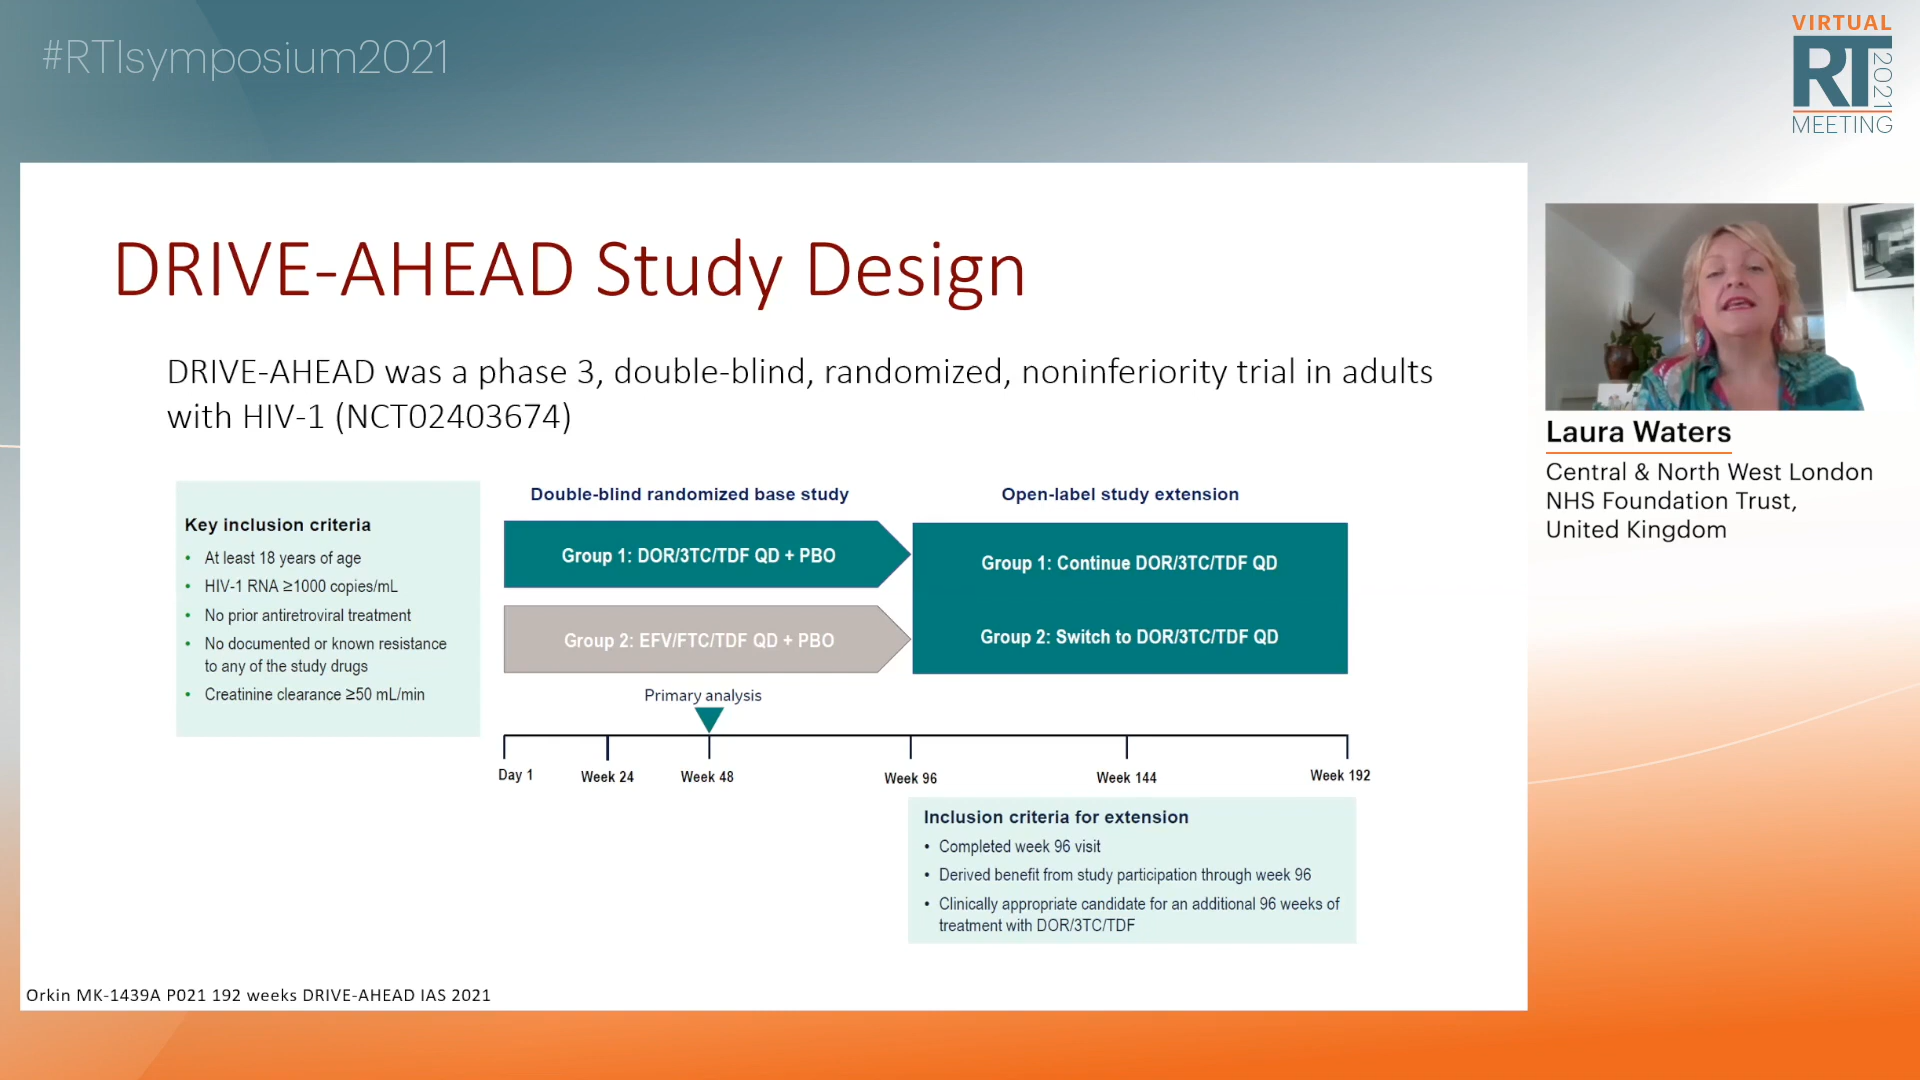 #RTIsymposium2021
VIRTUAL
RT
2021
MEETING
DRIVE-AHEAD Study Design
DRIVE-AHEAD was a phase 3, double-blind, randomized, noninferiority trial in adults
with HIV-1 (NCT02403674)
Key inclusion criteria
• At least 18 years of age
• HIV-1 RNA ≥1000 copies/mL
• No prior antiretroviral treatment
• No documented or known resistance
to any of the study drugs
• Creatinine clearance ≥50 mL/min
Double-blind randomized base study
Open-label study extension
Group 1: DOR/3TC/TDF QD + PBO
Group 2: EFV/FTC/TDF QD + PBO
Group 1: Continue DOR/3TC/TDF QD
Group 2: Switch to DOR/3TC/TDF QD
Primary analysis
Day 1
Week 24
Week 48
Week 96
Week 144
Week 192
Inclusion criteria for extension
• Completed week 96 visit
• Derived benefit from study participation through week 96
• Clinically appropriate candidate for an additional 96 weeks of
treatment with DOR/3TC/TDF
Orkin MK-1439A P021 192 weeks DRIVE-AHEAD IAS 2021
Laura Waters
Central & North West London
NHS Foundation Trust,
United Kingdom